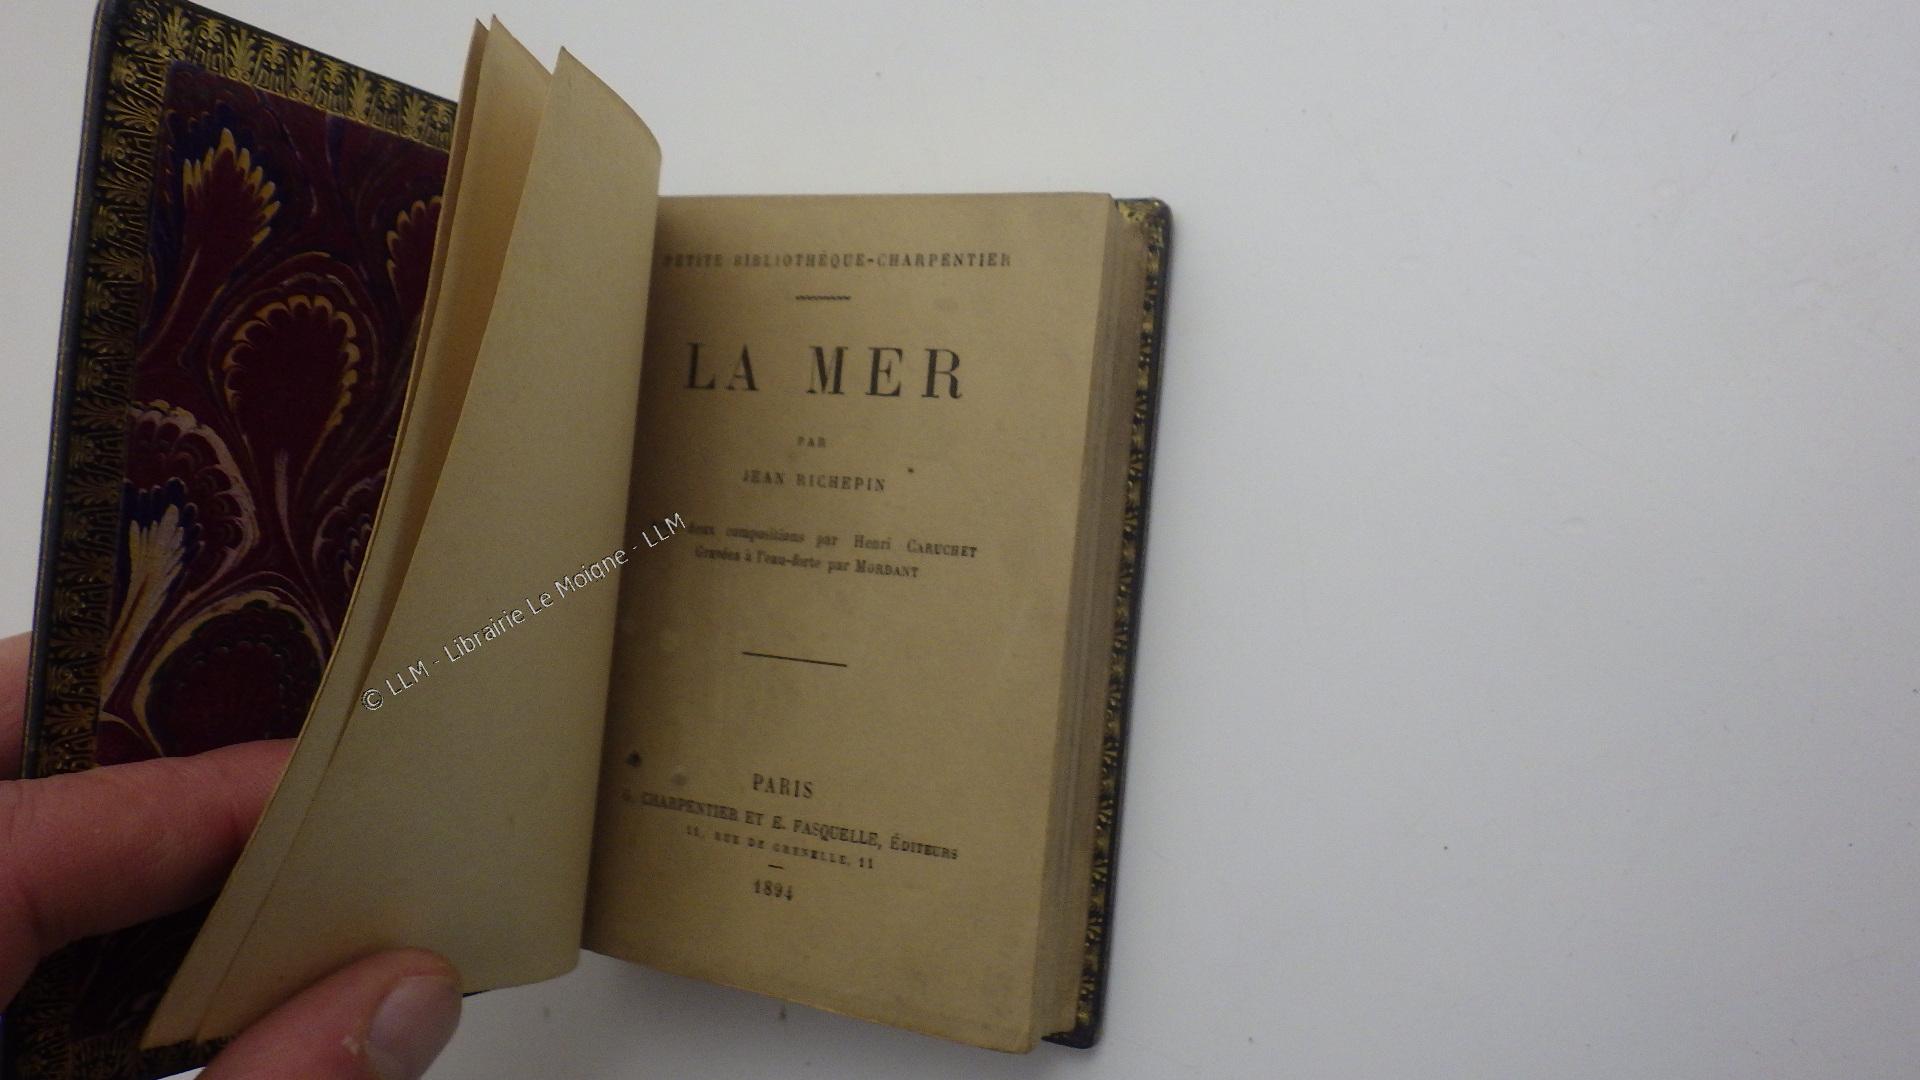 PETITE BIBLIOTHÈQUE-CHARPENTIER
LA MER
PAR
JEAN RICHEPIN
deux compositions par Henri CARUCHET
Gravées à l'eau-forte par MORDANT
© LLM - Librairie Le Moigne - LLM
PARIS
G. CHARPENTIER ET E. FASQUELLE, ÉDITEURS
11, RUE DE GRENELLE, 11
1894